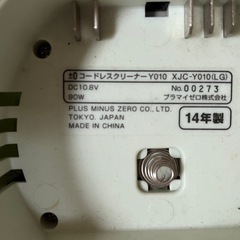 ±0 コードレスクリーナー Y010 XJC-Y010(LG)
DC10.8V No.00273
90W プラマイゼロ株式会社
PLUS MINUS ZERO CO., LTD.
TOKYO. JAPAN
MADE IN CHINA
14年製